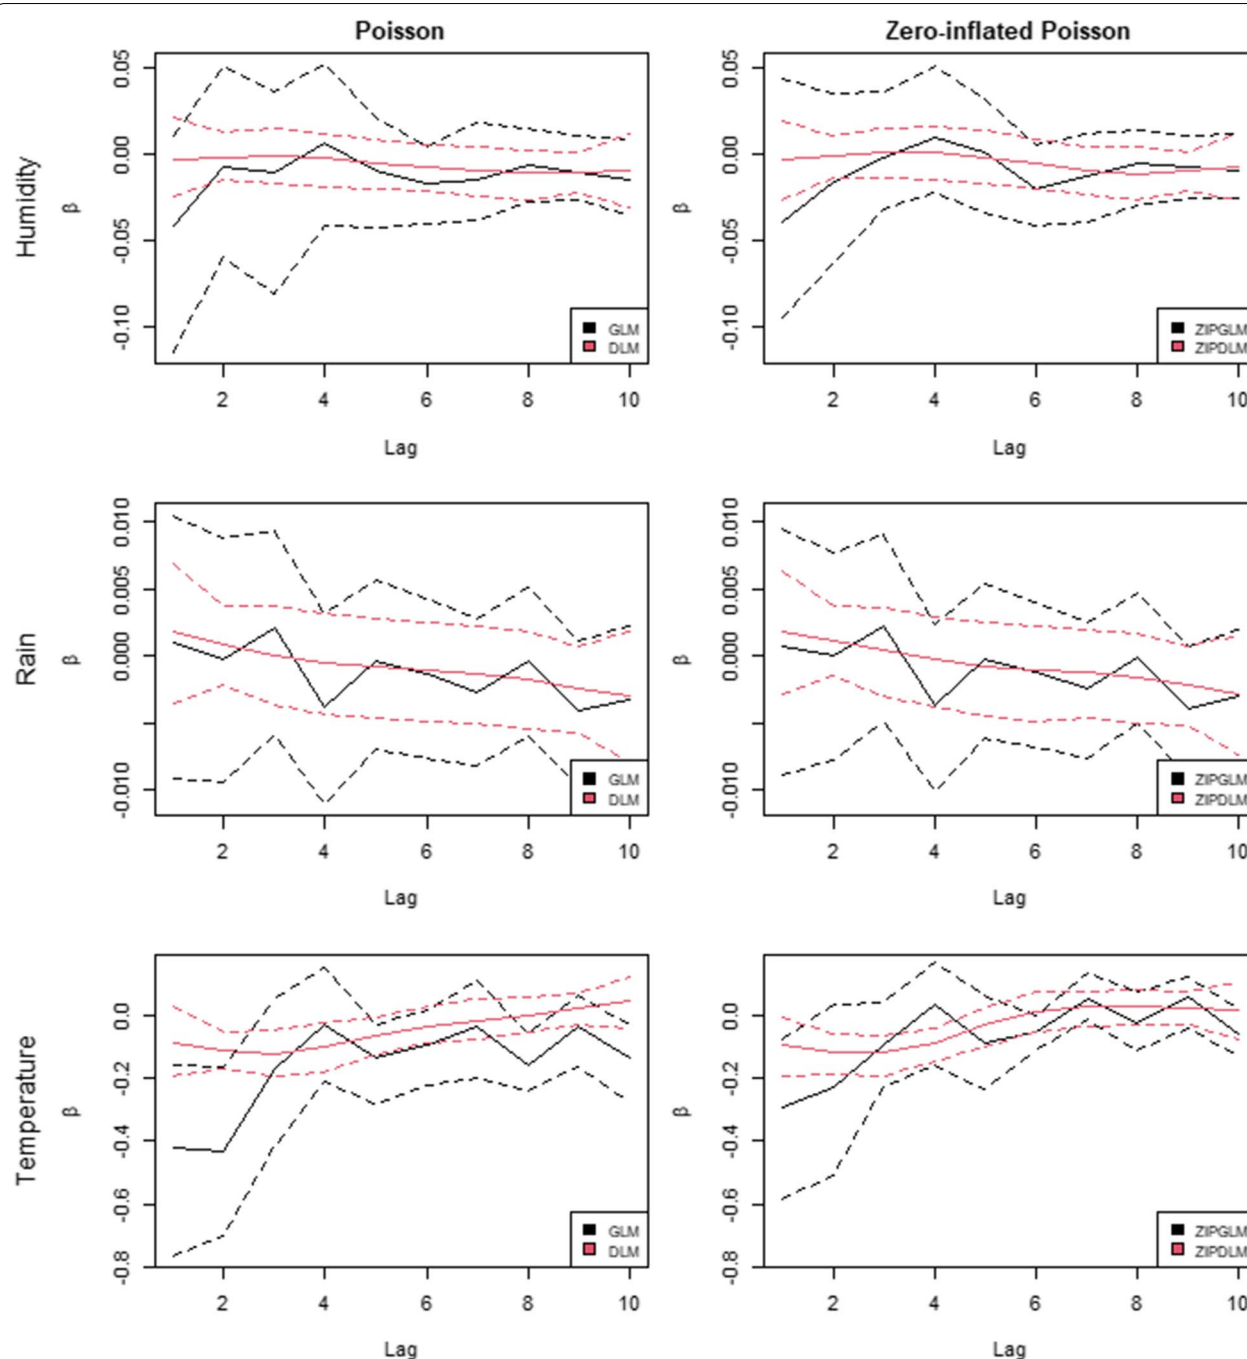 Poisson
Zero-inflated Poisson
Humidity
β
0.05
0.00
-0.05
-0.10
GLM
DLM
2 4 6 8 10
Lag
β
0.05
0.00
-0.05
-0.10
ZIPGLM
ZIPDLM
2 4 6 8 10
Lag
Rain
β
0.010
0.005
0.000
-0.010
GLM
DLM
2 4 6 8 10
Lag
β
0.010
0.005
0.000
-0.010
ZIPGLM
ZIPDLM
2 4 6 8 10
Lag
Temperature
β
0.0
-0.2
-0.4
-0.6
-0.8
GLM
DLM
2 4 6 8 10
Lag
β
0.0
-0.2
-0.4
-0.6
-0.8
ZIPGLM
ZIPDLM
2 4 6 8 10
Lag